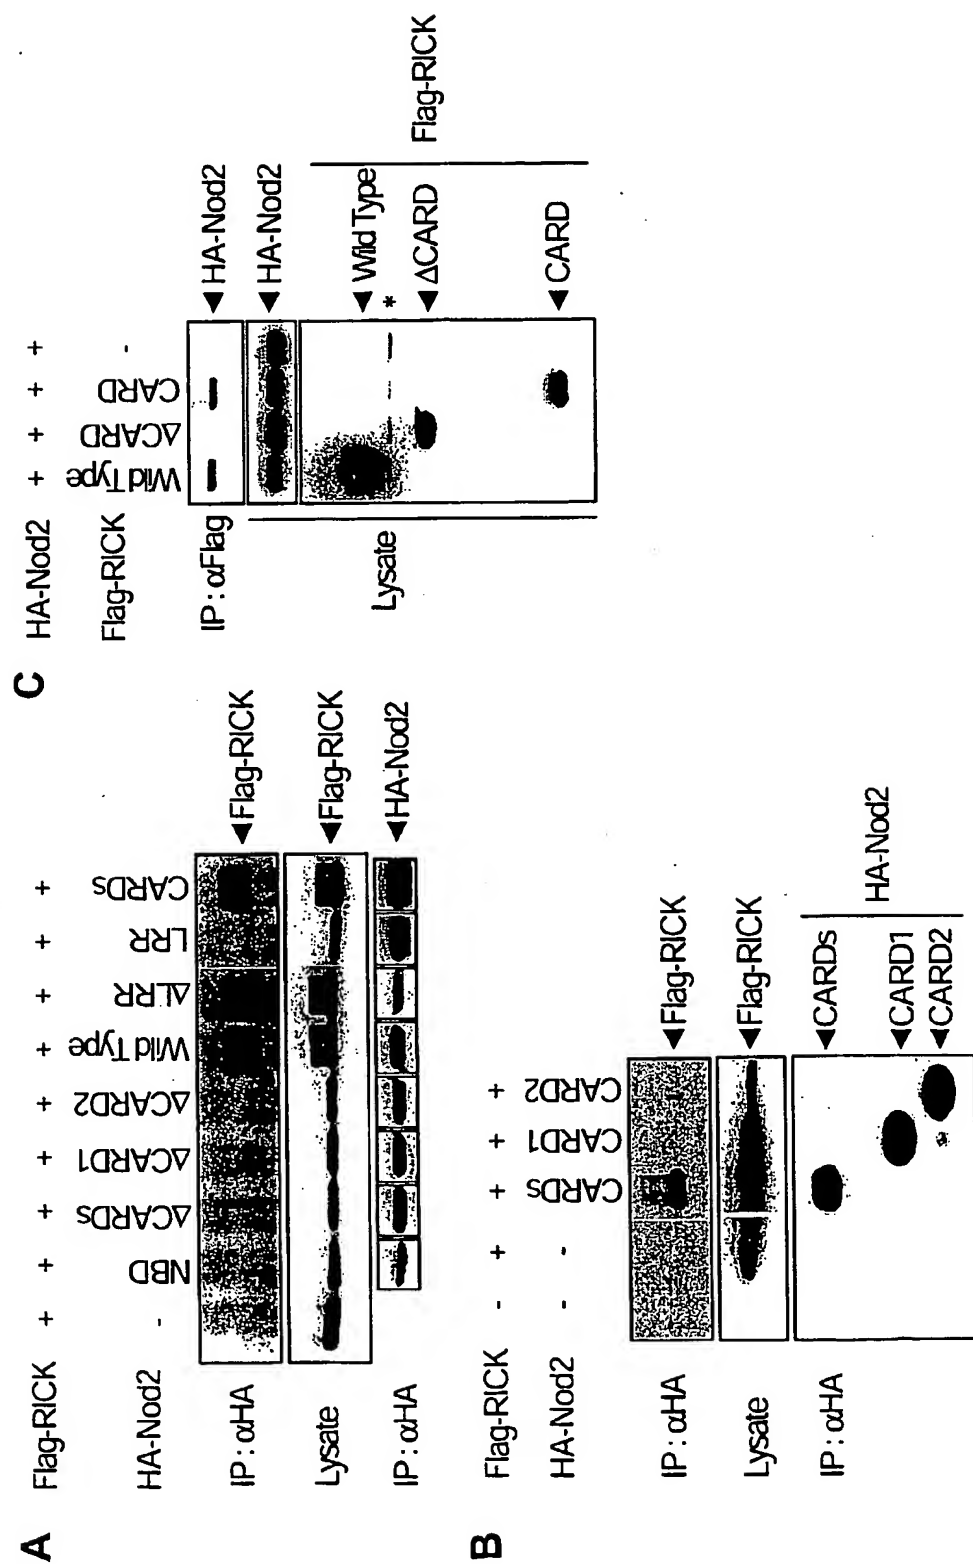 A
Flag-RICK + + + + + + + + +
HA-Nod2 - NBD ΔCARDs ΔCARD1 ΔCARD2 Wild Type ΔLRR LRR CARDs
IP : αHA ◀Flag-RICK
Lysate ◀Flag-RICK
IP : αHA ◀HA-Nod2
B
Flag-RICK - + + + +
HA-Nod2 - - CARDs CARD1 CARD2
IP : αHA ◀Flag-RICK
Lysate ◀Flag-RICK
IP : αHA ◀CARDs
◀CARD1
◀CARD2
HA-Nod2
C
HA-Nod2 + + + +
Flag-RICK Wild Type ΔCARD CARD -
IP : αFlag ◀HA-Nod2
◀HA-Nod2
Lysate
◀Wild Type
*
◀ΔCARD
◀CARD
Flag-RICK